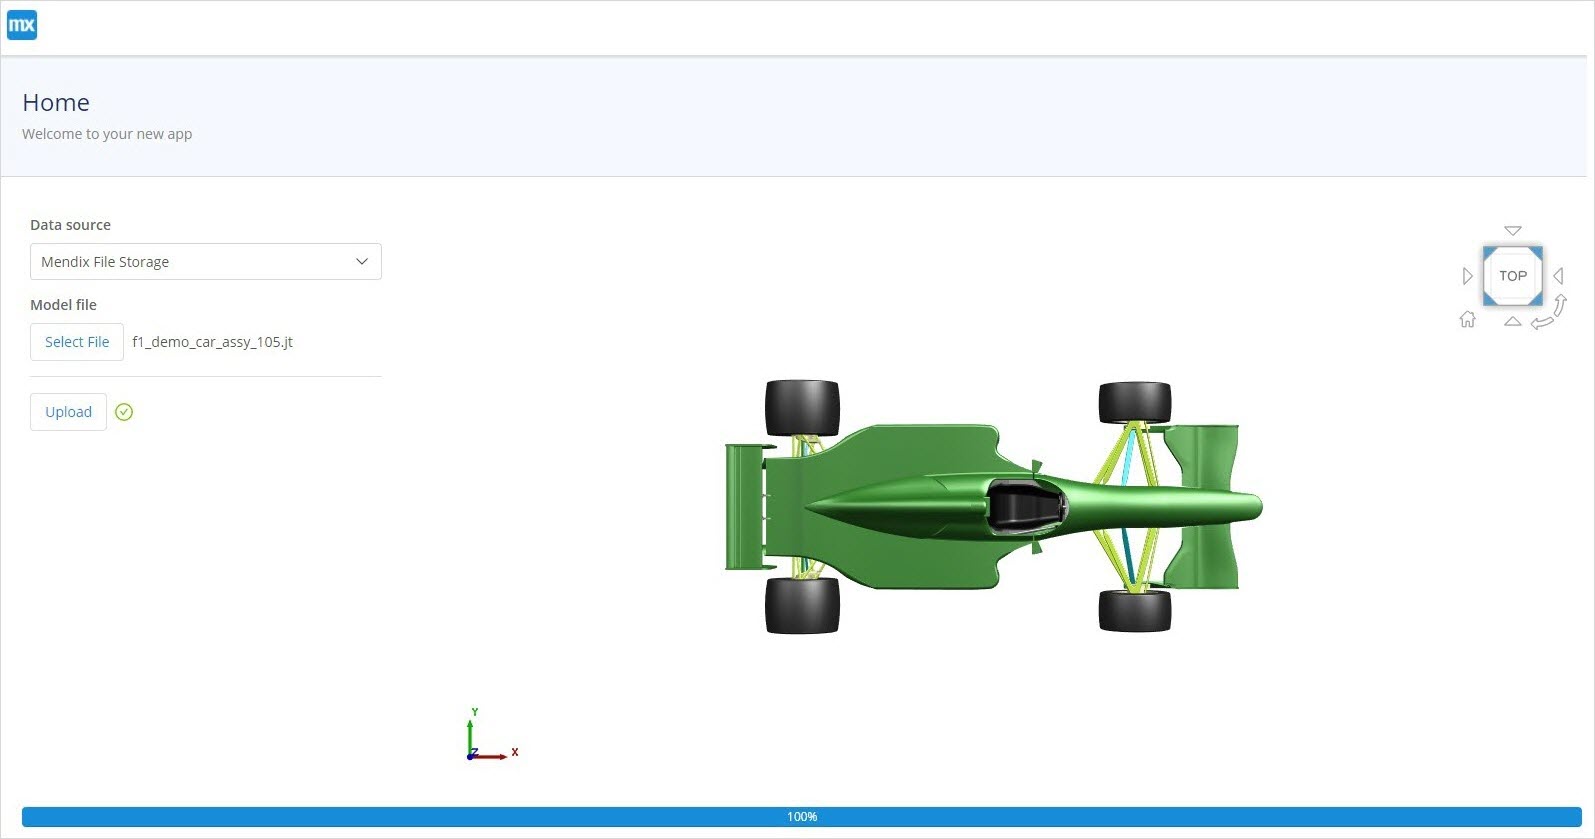 mx
Home
Welcome to your new app
Data source
Mendix File Storage
Model file
Select File f1_demo_car_assy_105.jt
Upload
TOP
Y
Z X
100%